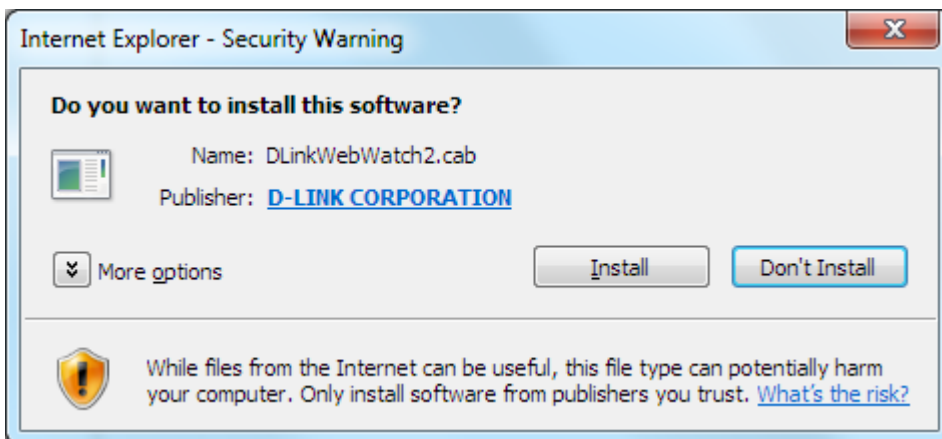 Internet Explorer - Security Warning
Do you want to install this software?
Name: DLinkWebWatch2.cab
Publisher: D-LINK CORPORATION
More options
Install
Don't Install
While files from the Internet can be useful, this file type can potentially harm
your computer. Only install software from publishers you trust. What's the risk?